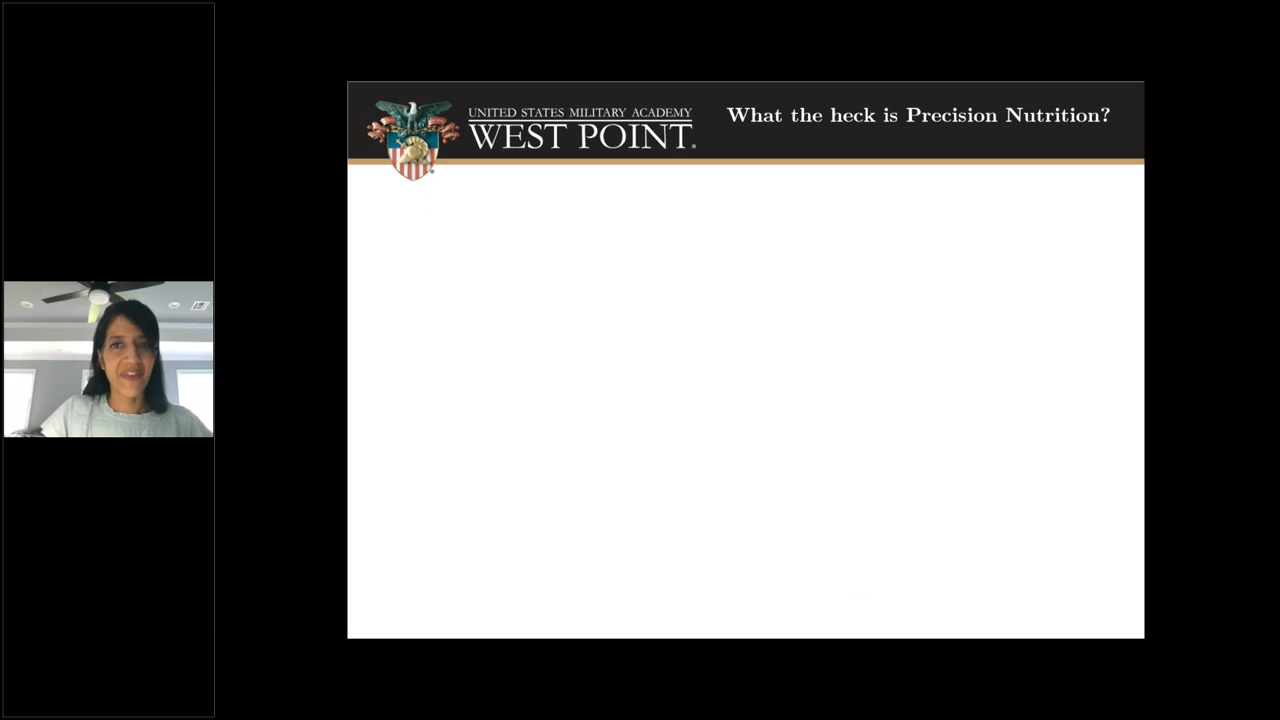 UNITED STATES MILITARY ACADEMY
WEST POINT®
What the heck is Precision Nutrition?